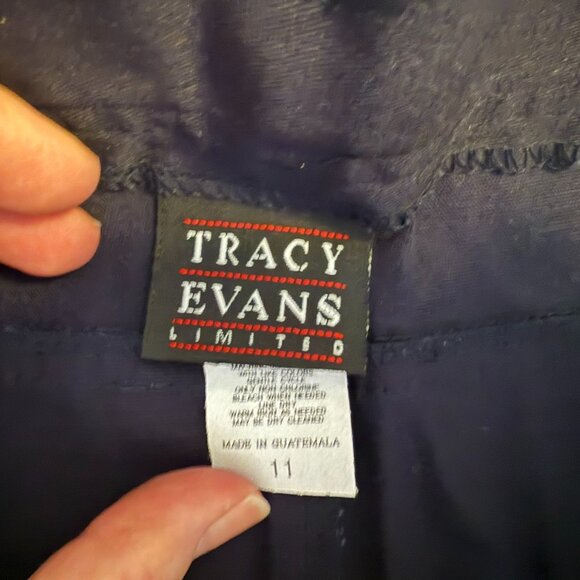 TRACY
EVANS
LIMITED
WITH LIKE COLORS
GENTLE CYCLE
ONLY NON CHLORINE
BLEACH WHEN NEEDED
LINE DRY
WARM IRON AS NEEDED
MAY BE DRY CLEANED
MADE IN GUATEMALA
11